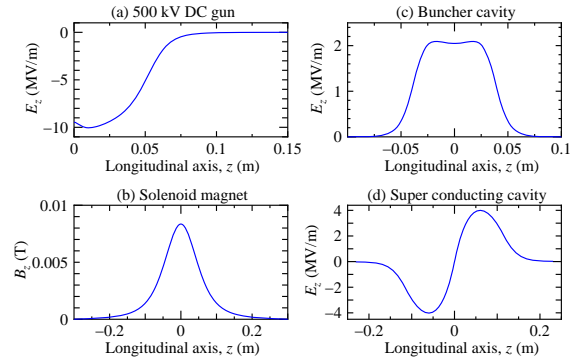 (a) 500 kV DC gun
0
−5
−10
E_z (MV/m)
0 0.05 0.1 0.15
Longitudinal axis, z (m)
(c) Buncher cavity
2
1
0
E_z (MV/m)
−0.05 0 0.05 0.1
Longitudinal axis, z (m)
(b) Solenoid magnet
0.01
0.005
0
B_z (T)
−0.2 0 0.2
Longitudinal axis, z (m)
(d) Super conducting cavity
4
2
0
−2
−4
E_z (MV/m)
−0.2 0 0.2
Longitudinal axis, z (m)